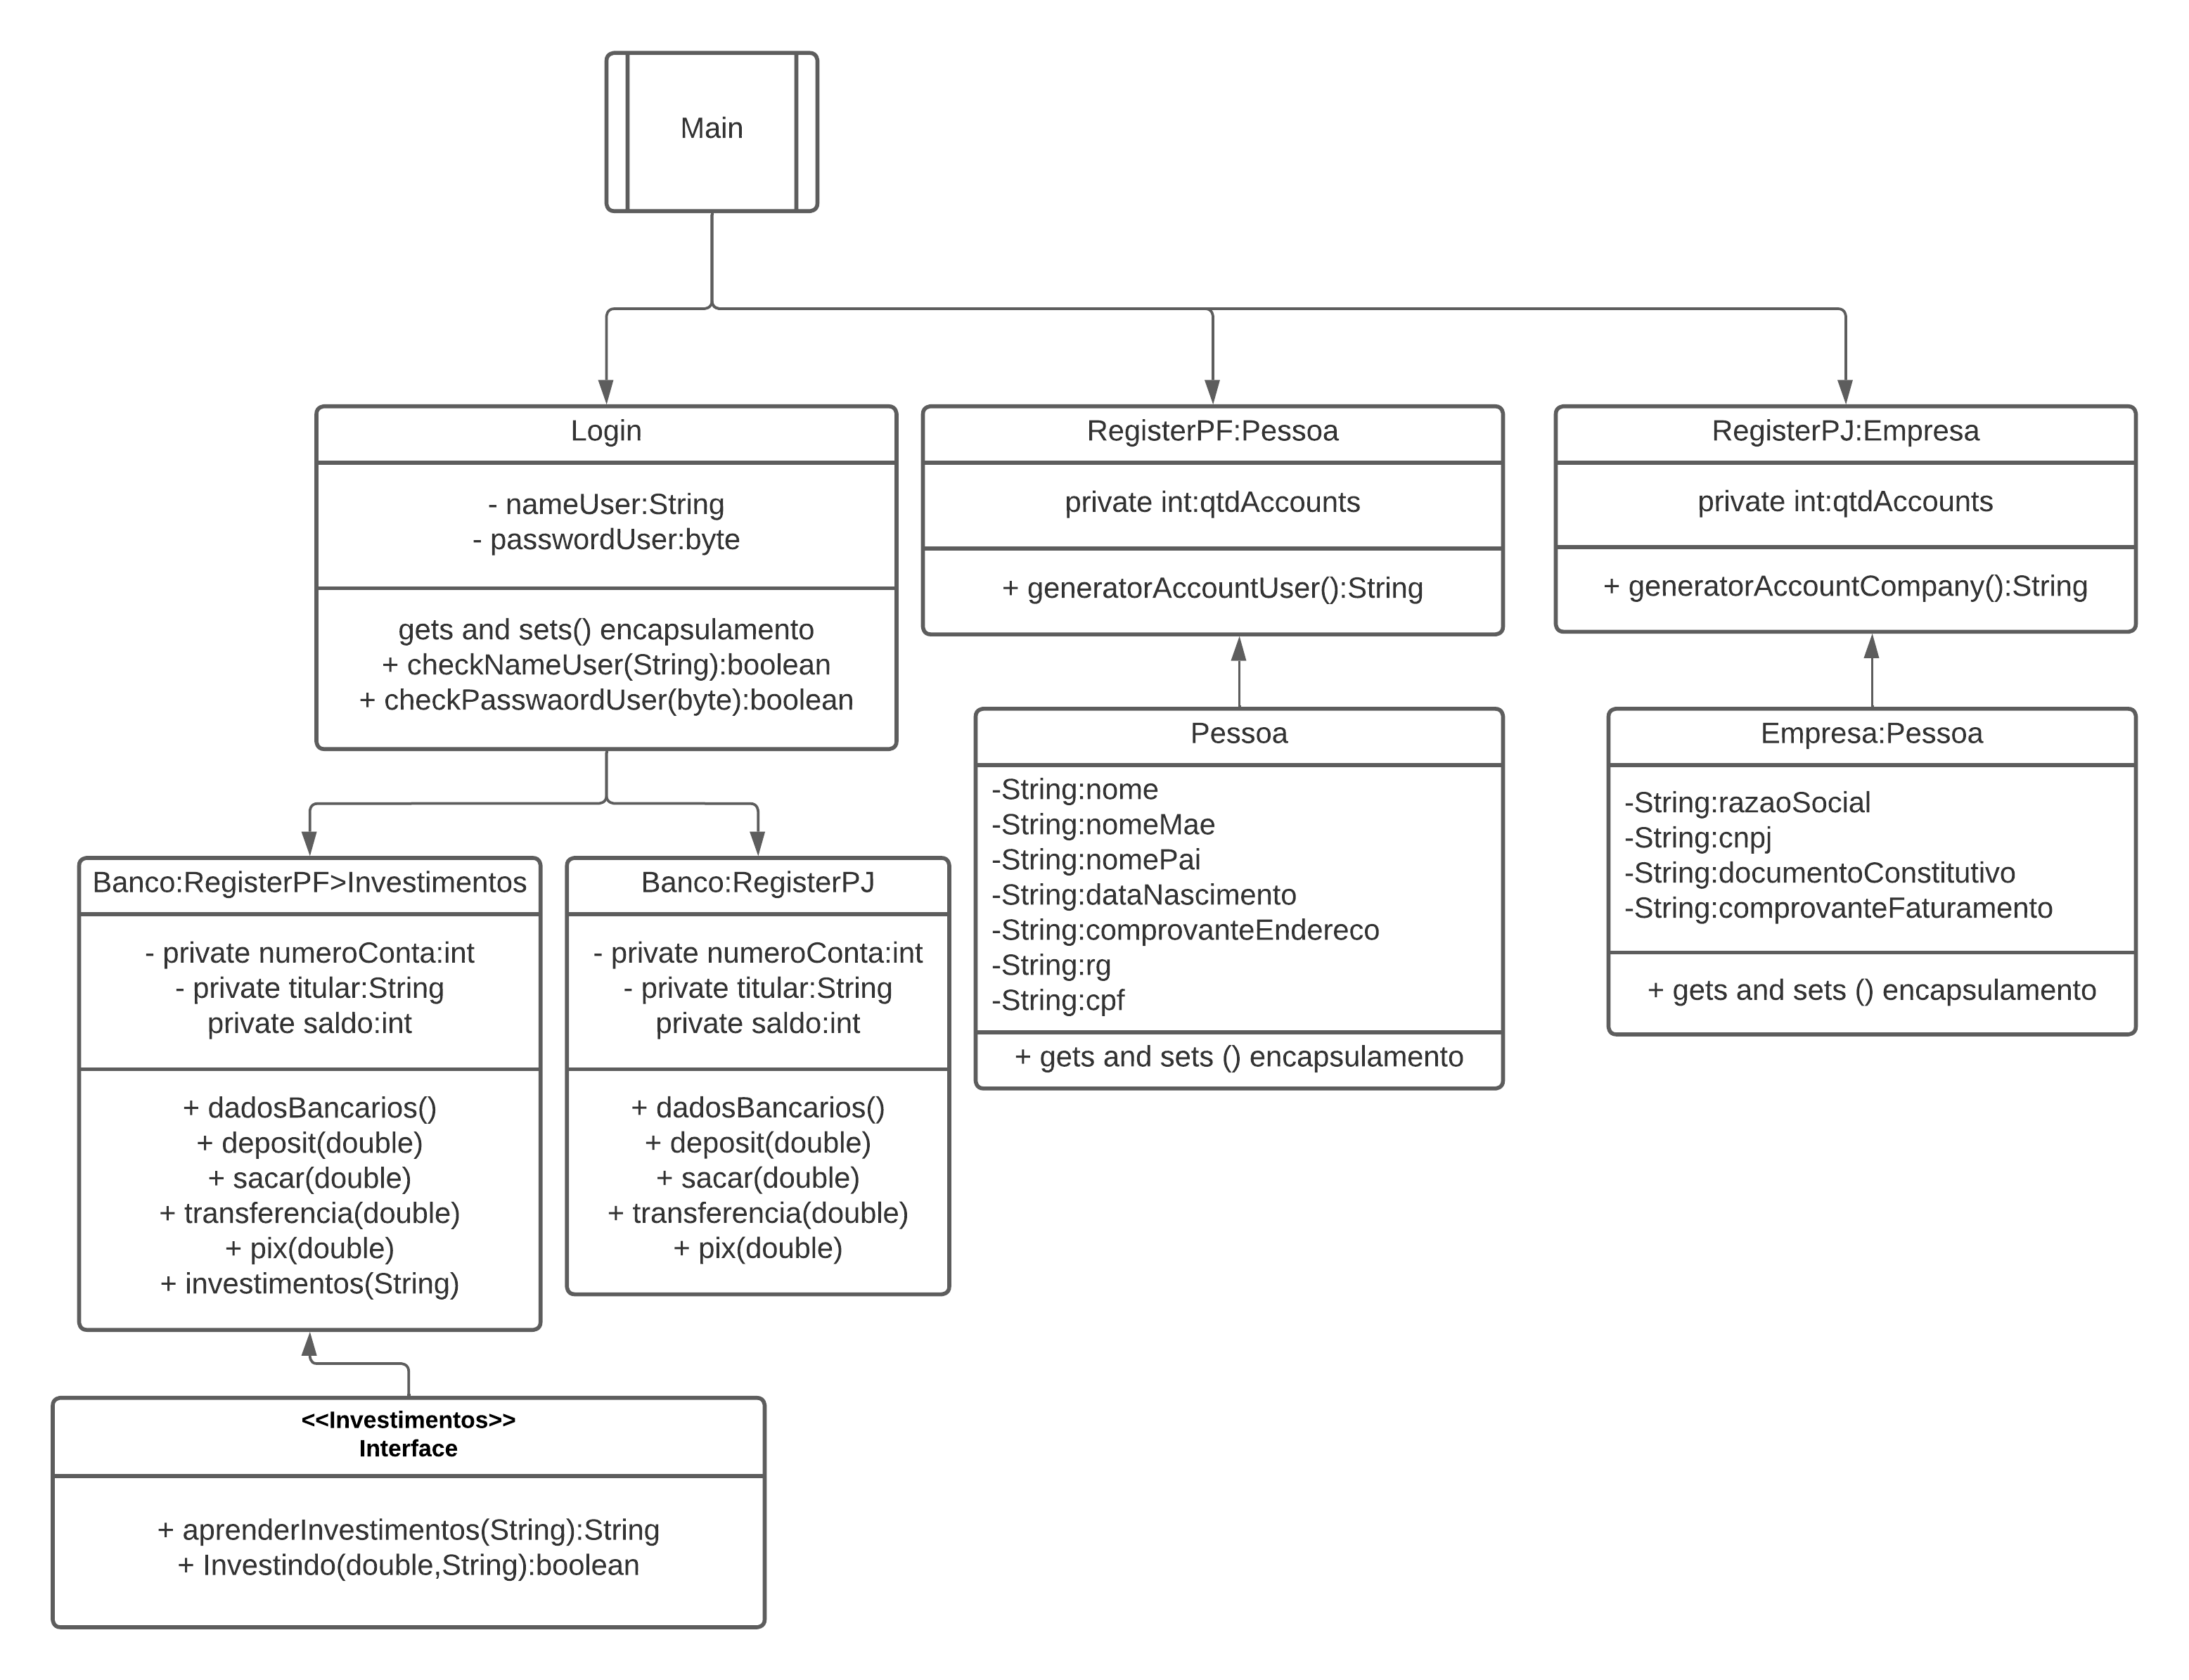 Main
Login
- nameUser:String
- passwordUser:byte
gets and sets() encapsulamento
+ checkNameUser(String):boolean
+ checkPasswaordUser(byte):boolean
RegisterPF:Pessoa
private int:qtdAccounts
+ generatorAccountUser():String
RegisterPJ:Empresa
private int:qtdAccounts
+ generatorAccountCompany():String
Pessoa
-String:nome
-String:nomeMae
-String:nomePai
-String:dataNascimento
-String:comprovanteEndereco
-String:rg
-String:cpf
+ gets and sets () encapsulamento
Empresa:Pessoa
-String:razaoSocial
-String:cnpj
-String:documentoConstitutivo
-String:comprovanteFaturamento
+ gets and sets () encapsulamento
Banco:RegisterPF>Investimentos
- private numeroConta:int
- private titular:String
private saldo:int
+ dadosBancarios()
+ deposit(double)
+ sacar(double)
+ transferencia(double)
+ pix(double)
+ investimentos(String)
Banco:RegisterPJ
- private numeroConta:int
- private titular:String
private saldo:int
+ dadosBancarios()
+ deposit(double)
+ sacar(double)
+ transferencia(double)
+ pix(double)
<<Investimentos>>
Interface
+ aprenderInvestimentos(String):String
+ Investindo(double,String):boolean